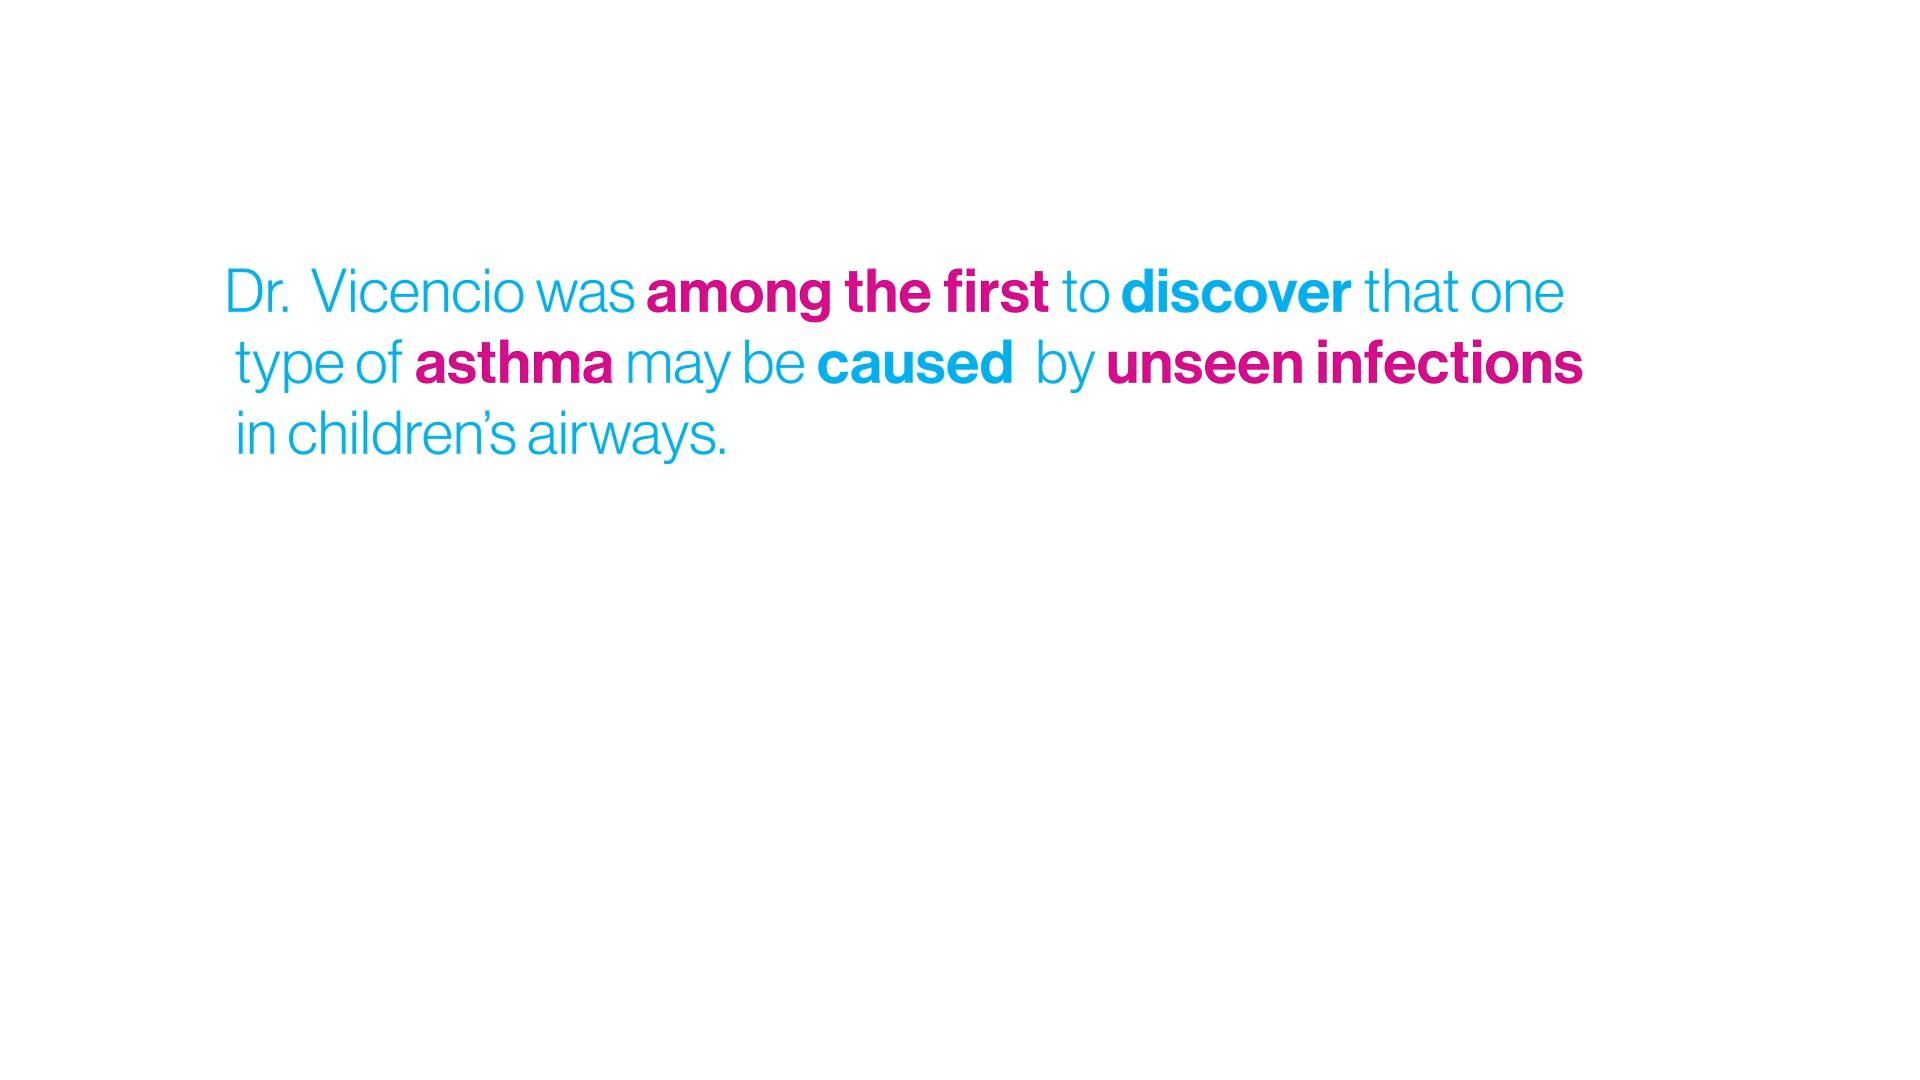 Dr. Vicencio was among the first to discover that one
type of asthma may be caused by unseen infections
in children’s airways.